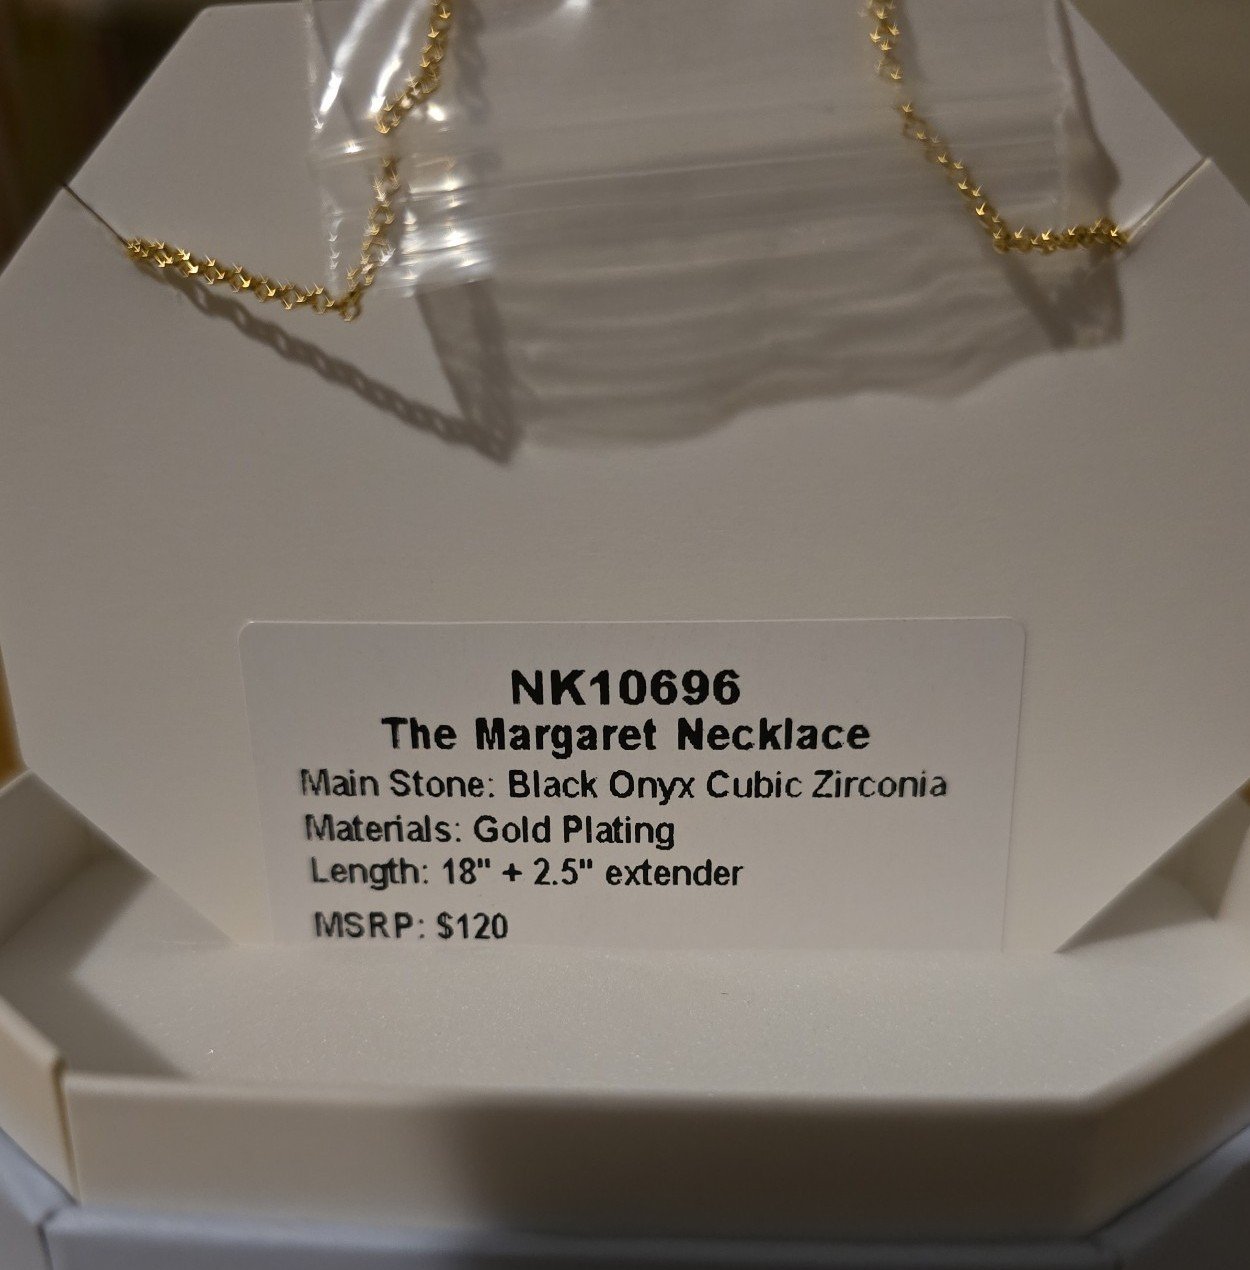 NK10696
The Margaret Necklace
Main Stone: Black Onyx Cubic Zirconia
Materials: Gold Plating
Length: 18" + 2.5" extender
MSRP: $120